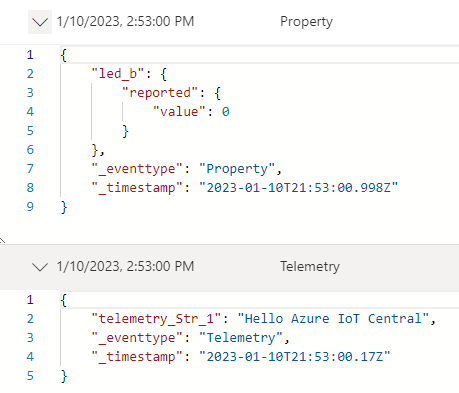 1/10/2023, 2:53:00 PM Property
1 {
2 "led_b": {
3 "reported": {
4 "value": 0
5 }
6 },
7 "_eventtype": "Property",
8 "_timestamp": "2023-01-10T21:53:00.998Z"
9 }
1/10/2023, 2:53:00 PM Telemetry
1 {
2 "telemetry_Str_1": "Hello Azure IoT Central",
3 "_eventtype": "Telemetry",
4 "_timestamp": "2023-01-10T21:53:00.17Z"
5 }